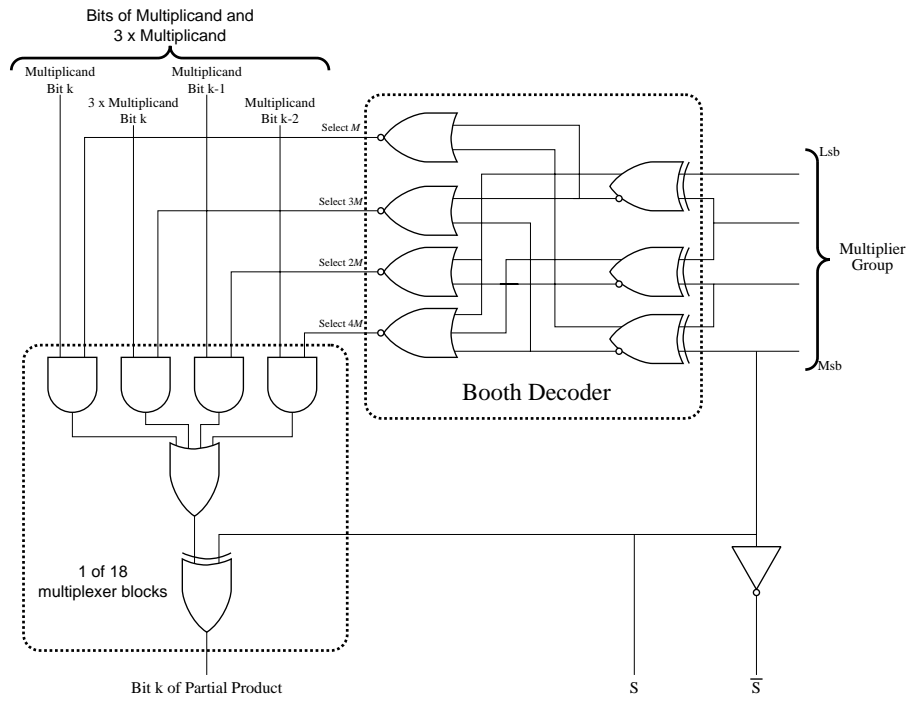 Bits of Multiplicand and
3 x Multiplicand
Multiplicand
Bit k
3 x Multiplicand
Bit k
Multiplicand
Bit k-1
Multiplicand
Bit k-2
Select M
Select 3M
Select 2M
Select 4M
Lsb
Multiplier
Group
Msb
Booth Decoder
1 of 18
multiplexer blocks
Bit k of Partial Product
S
S̅